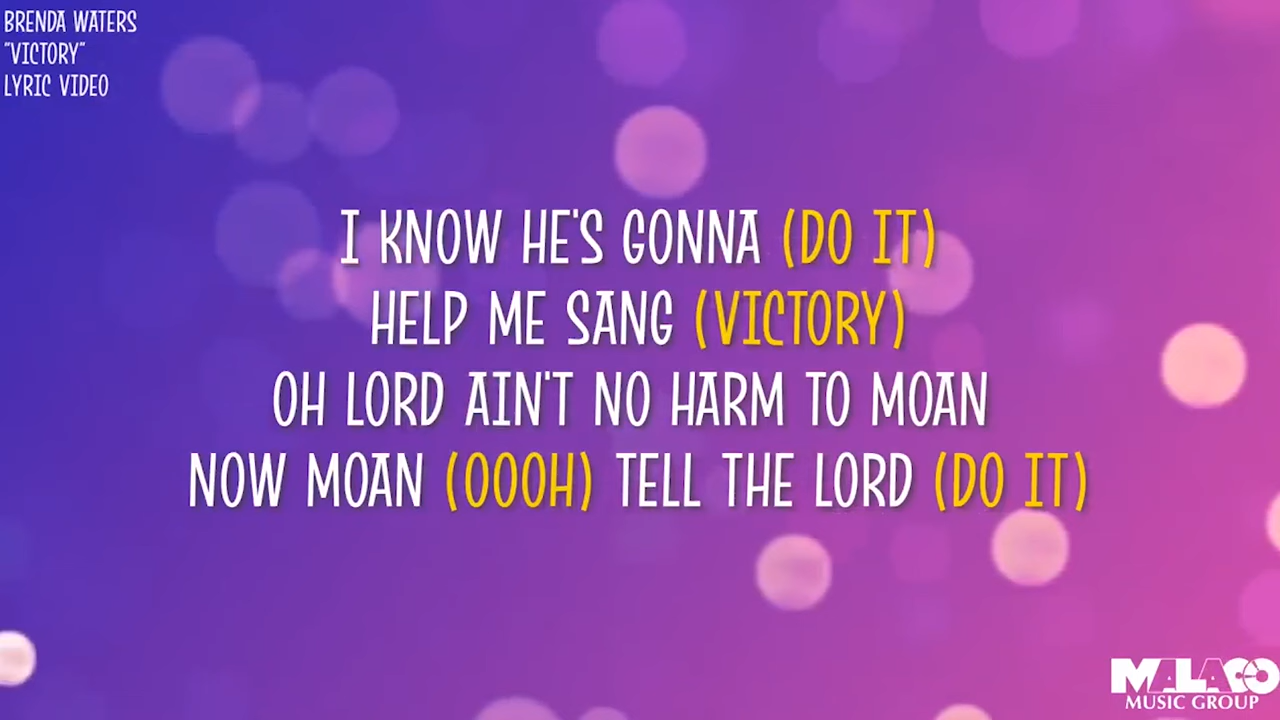 BRENDA WATERS
"VICTORY"
LYRIC VIDEO
I KNOW HE'S GONNA (DO IT)
HELP ME SANG (VICTORY)
OH LORD AIN'T NO HARM TO MOAN
NOW MOAN (OOOH) TELL THE LORD (DO IT)
MALACO
MUSIC GROUP